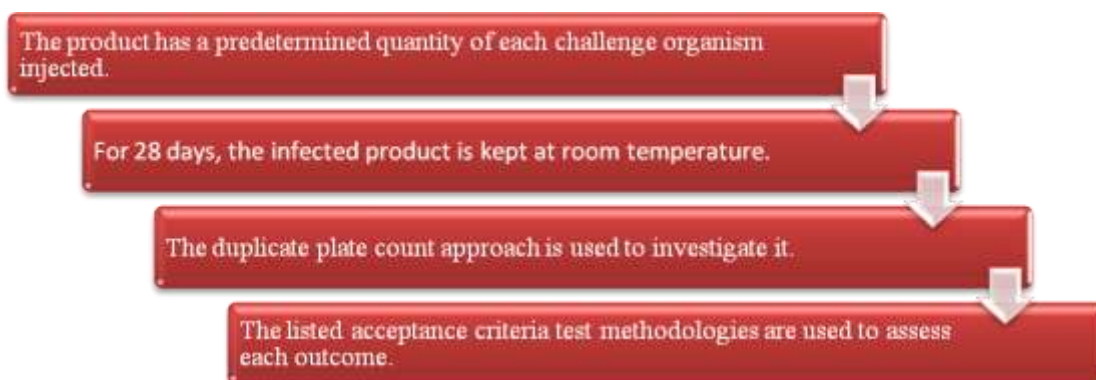 The product has a predetermined quantity of each challenge organism
injected.
For 28 days, the infected product is kept at room temperature.
The duplicate plate count approach is used to investigate it.
The listed acceptance criteria test methodologies are used to assess
each outcome.